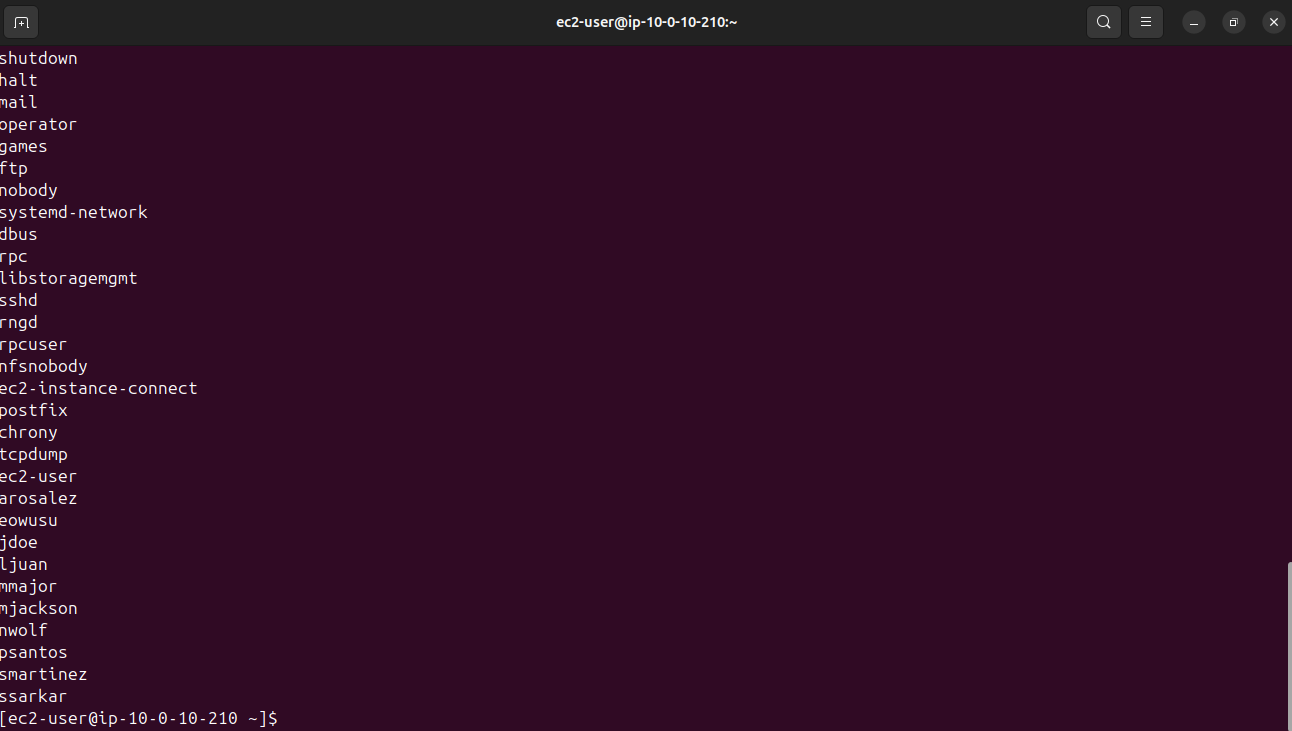 ec2-user@ip-10-0-10-210:~
shutdown
halt
mail
operator
games
ftp
nobody
systemd-network
dbus
rpc
libstoragemgmt
sshd
rngd
rpcuser
nfsnobody
ec2-instance-connect
postfix
chrony
tcpdump
ec2-user
arosalez
eowusu
jdoe
ljuan
mmajor
mjackson
nwolf
psantos
smartinez
ssarkar
[ec2-user@ip-10-0-10-210 ~]$